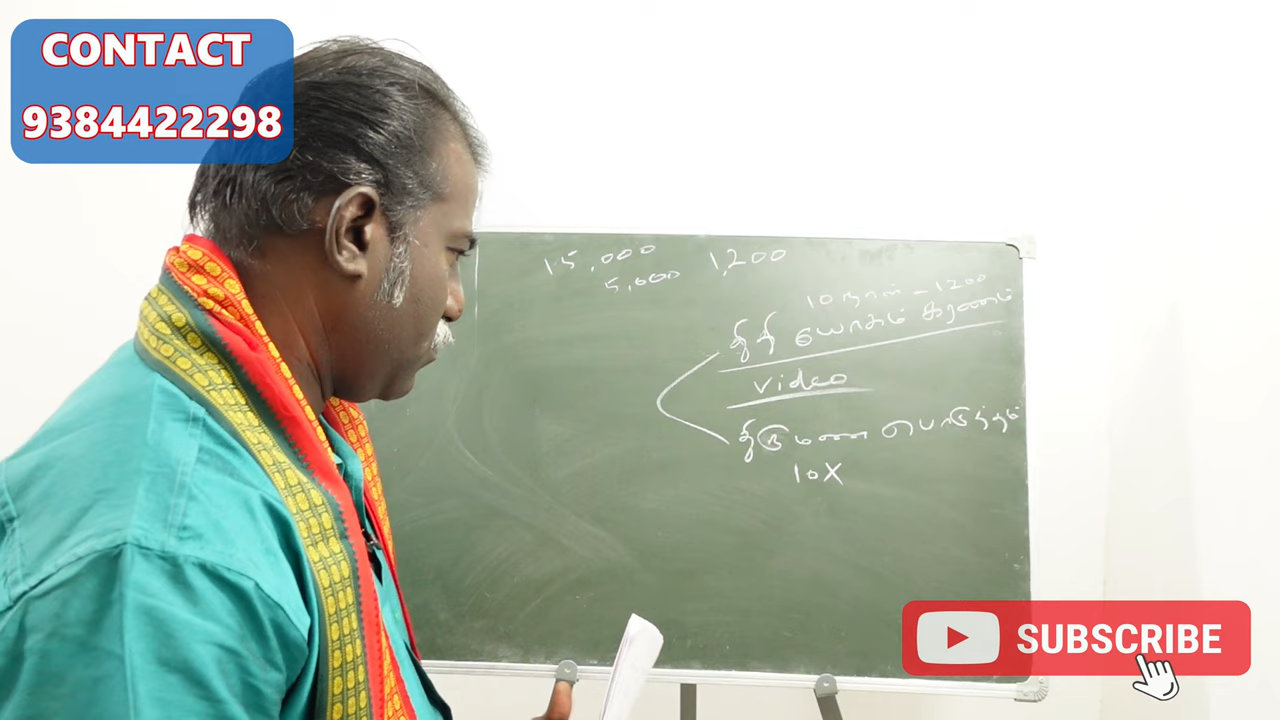 CONTACT
9384422298
15,000 1,200
5,000
10 நாள் - 1200
திதி யோகம் கரணம்
video
திருமண பொருத்தம்
10X
SUBSCRIBE